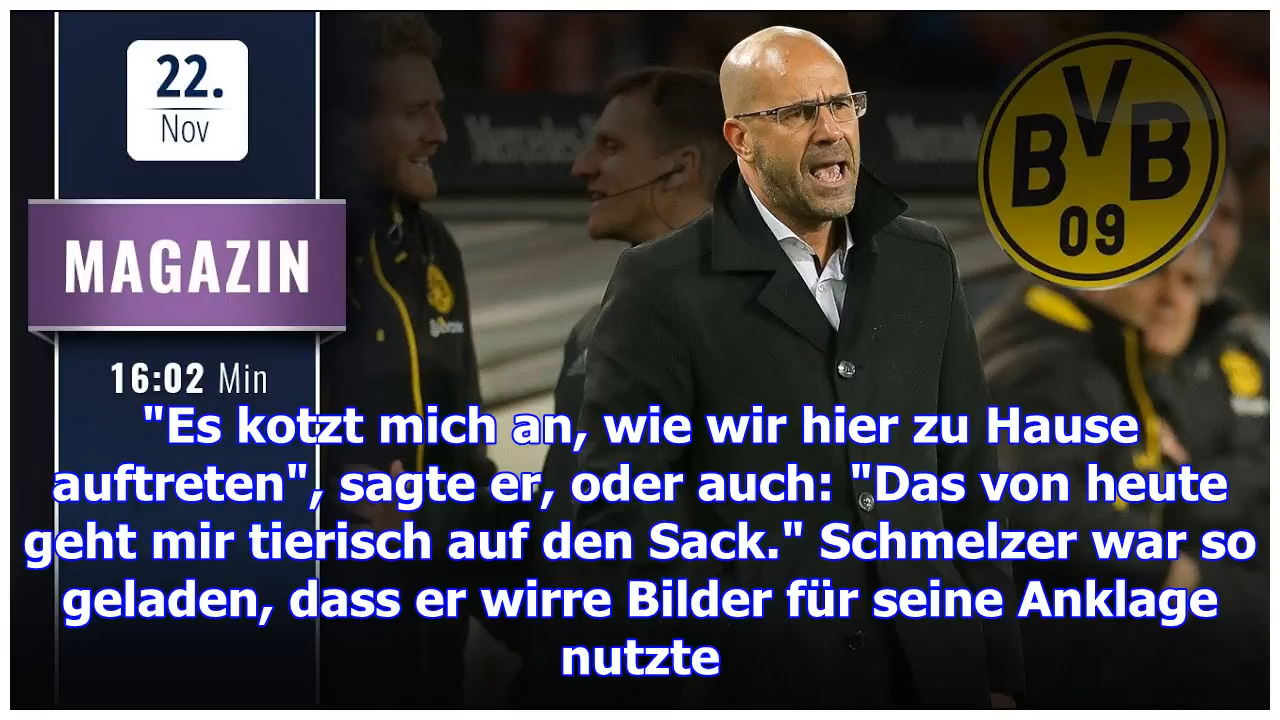 22.
Nov
MAGAZIN
16:02 Min
BVB
09
"Es kotzt mich an, wie wir hier zu Hause
auftreten", sagte er, oder auch: "Das von heute
geht mir tierisch auf den Sack." Schmelzer war so
geladen, dass er wirre Bilder für seine Anklage
nutzte